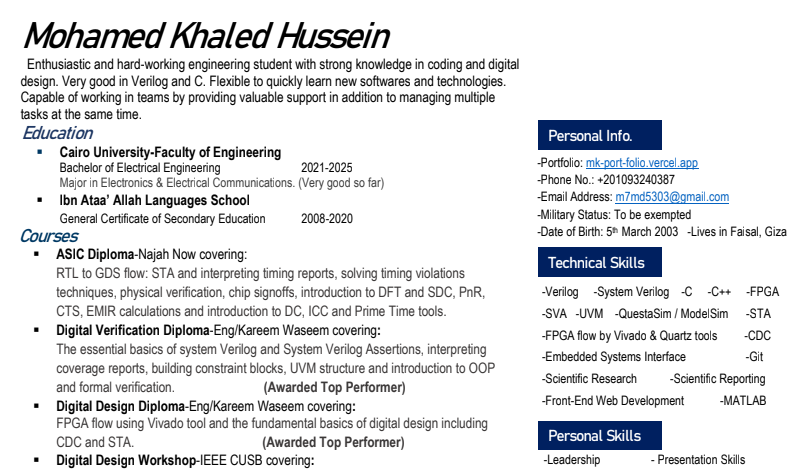 Mohamed Khaled Hussein
Enthusiastic and hard-working engineering student with strong knowledge in coding and digital
design. Very good in Verilog and C. Flexible to quickly learn new softwares and technologies.
Capable of working in teams by providing valuable support in addition to managing multiple
tasks at the same time.
Education
▪ Cairo University-Faculty of Engineering
Bachelor of Electrical Engineering 2021-2025
Major in Electronics & Electrical Communications. (Very good so far)
▪ Ibn Ataa’ Allah Languages School
General Certificate of Secondary Education 2008-2020
Courses
▪ ASIC Diploma-Najah Now covering:
RTL to GDS flow: STA and interpreting timing reports, solving timing violations
techniques, physical verification, chip signoffs, introduction to DFT and SDC, PnR,
CTS, EMIR calculations and introduction to DC, ICC and Prime Time tools.
▪ Digital Verification Diploma-Eng/Kareem Waseem covering:
The essential basics of system Verilog and System Verilog Assertions, interpreting
coverage reports, building constraint blocks, UVM structure and introduction to OOP
and formal verification. (Awarded Top Performer)
▪ Digital Design Diploma-Eng/Kareem Waseem covering:
FPGA flow using Vivado tool and the fundamental basics of digital design including
CDC and STA. (Awarded Top Performer)
▪ Digital Design Workshop-IEEE CUSB covering:
Personal Info.
-Portfolio: mk-port-folio.vercel.app
-Phone No.: +201093240387
-Email Address: m7md5303@gmail.com
-Military Status: To be exempted
-Date of Birth: 5th March 2003 -Lives in Faisal, Giza
Technical Skills
-Verilog -System Verilog -C -C++ -FPGA
-SVA -UVM -QuestaSim / ModelSim -STA
-FPGA flow by Vivado & Quartz tools -CDC
-Embedded Systems Interface -Git
-Scientific Research -Scientific Reporting
-Front-End Web Development -MATLAB
Personal Skills
-Leadership - Presentation Skills